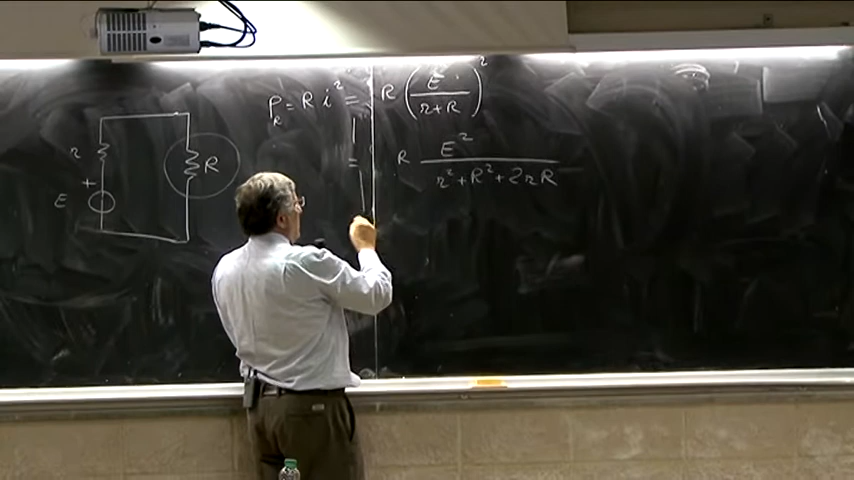 P_R = R i² = R (E / (r + R))²
= R E² / (r² + R² + 2rR)
r
R
+
E